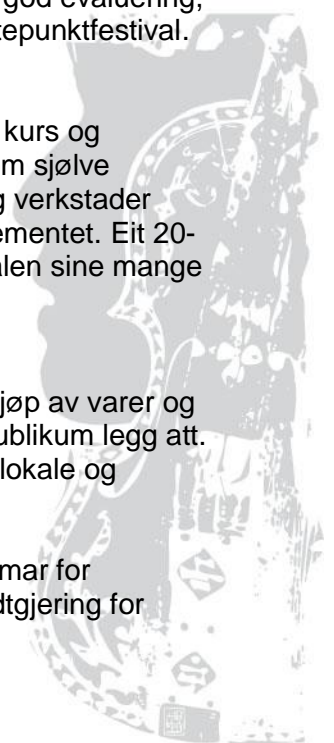 god evaluering,
tepunktfestival.
kurs og
m sjølve
g verkstader
ementet. Eit 20-
alen sine mange
jøp av varer og
ublikum legg att.
lokale og
mar for
dtgjering for